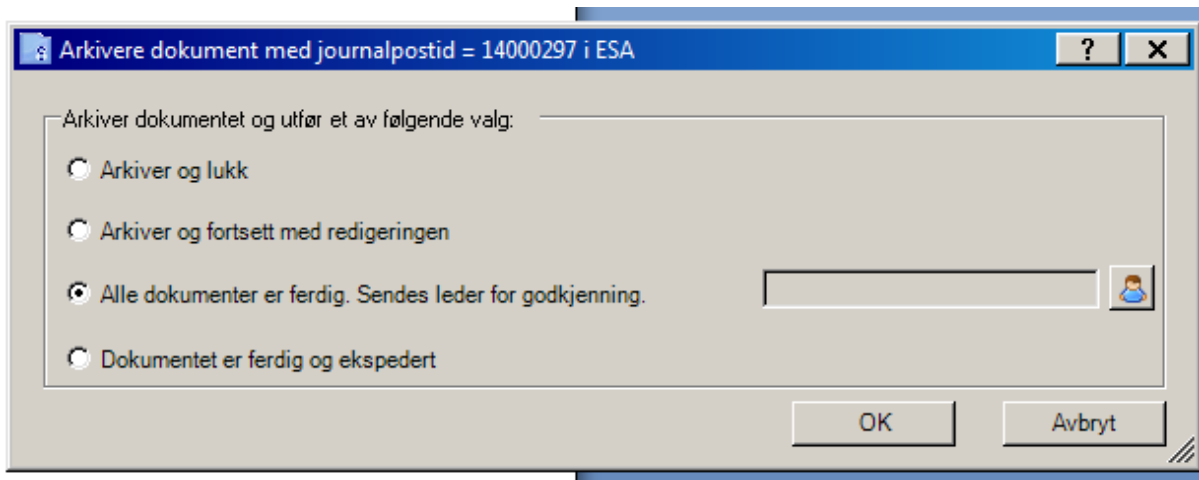 Arkivere dokument med journalpostid = 14000297 i ESA
?
X
Arkiver dokumentet og utfør et av følgende valg:
Arkiver og lukk
Arkiver og fortsett med redigeringen
Alle dokumenter er ferdig. Sendes leder for godkjenning.
Dokumentet er ferdig og ekspedert
OK
Avbryt